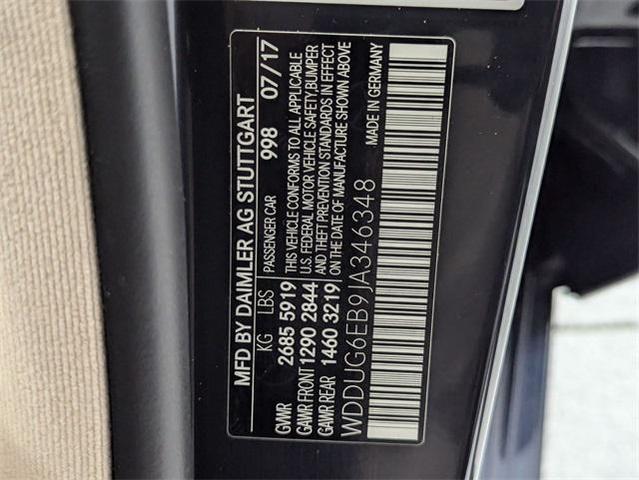 MFD BY DAIMLER AG STUTTGART
KG LBS PASSENGER CAR 998 07/17
GWR 2685 5919 THIS VEHICLE CONFORMS TO ALL APPLICABLE
GAWR FRONT 1290 2844 U.S. FEDERAL MOTOR VEHICLE SAFETY, BUMPER
GAWR REAR 1460 3219 AND THEFT PREVENTION STANDARDS IN EFFECT
ON THE DATE OF MANUFACTURE SHOWN ABOVE
WDDUG6EB9JA346348 MADE IN GERMANY